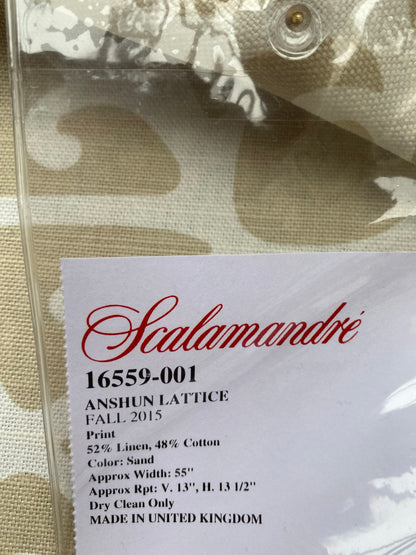 Scalamandré
16559-001
ANSHUN LATTICE
FALL 2015
Print
52% Linen, 48% Cotton
Color: Sand
Approx Width: 55"
Approx Rpt: V. 13", H. 13 1/2"
Dry Clean Only
MADE IN UNITED KINGDOM